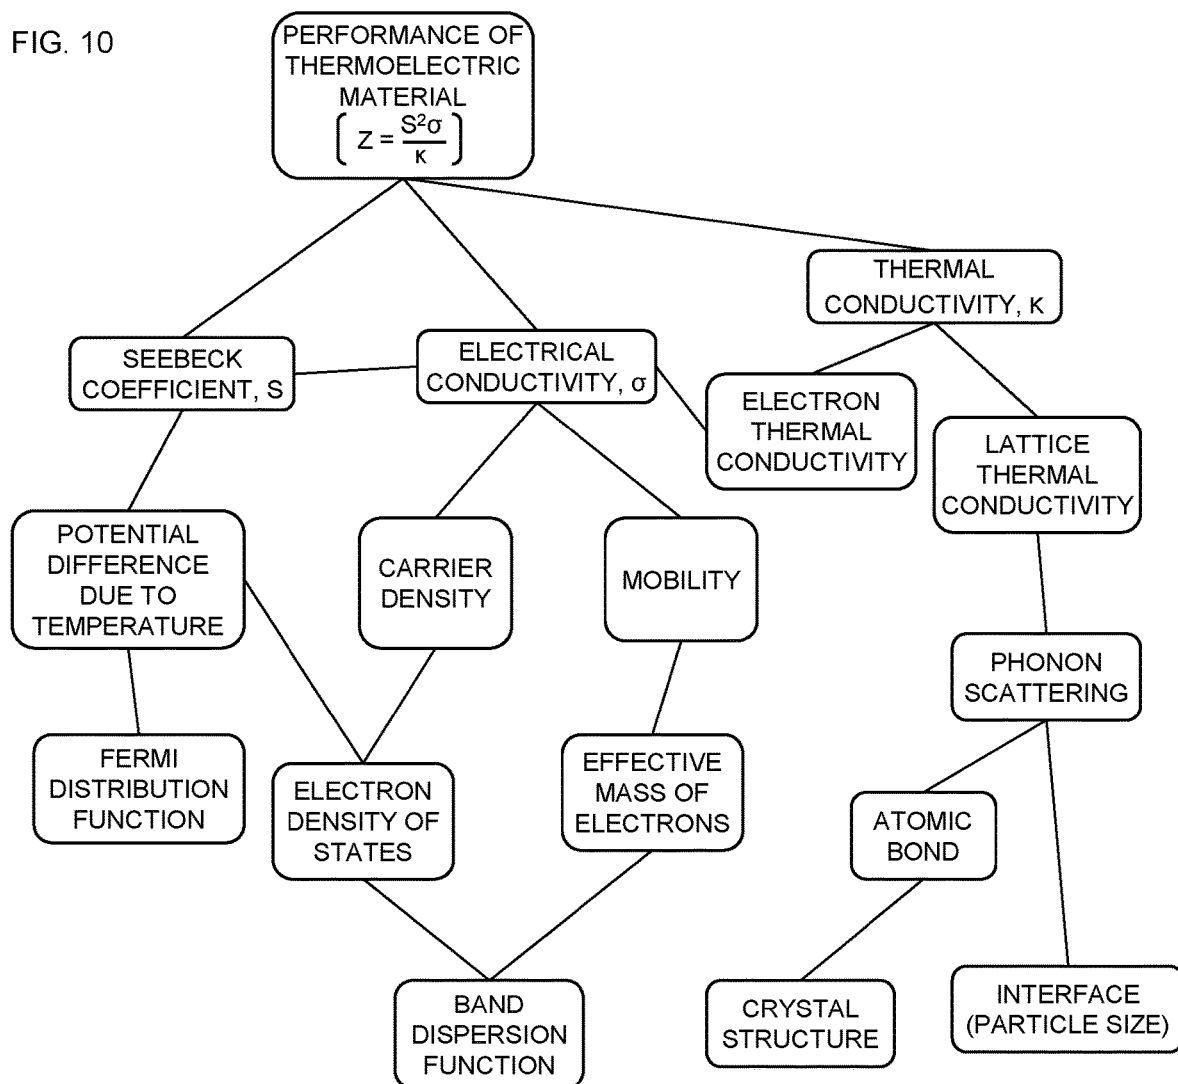 FIG. 10
PERFORMANCE OF
THERMOELECTRIC
MATERIAL
[ Z = S²σ/κ ]
THERMAL
CONDUCTIVITY, κ
SEEBECK
COEFFICIENT, S
ELECTRICAL
CONDUCTIVITY, σ
ELECTRON
THERMAL
CONDUCTIVITY
LATTICE
THERMAL
CONDUCTIVITY
POTENTIAL
DIFFERENCE
DUE TO
TEMPERATURE
CARRIER
DENSITY
MOBILITY
PHONON
SCATTERING
FERMI
DISTRIBUTION
FUNCTION
ELECTRON
DENSITY OF
STATES
EFFECTIVE
MASS OF
ELECTRONS
ATOMIC
BOND
BAND
DISPERSION
FUNCTION
CRYSTAL
STRUCTURE
INTERFACE
(PARTICLE SIZE)